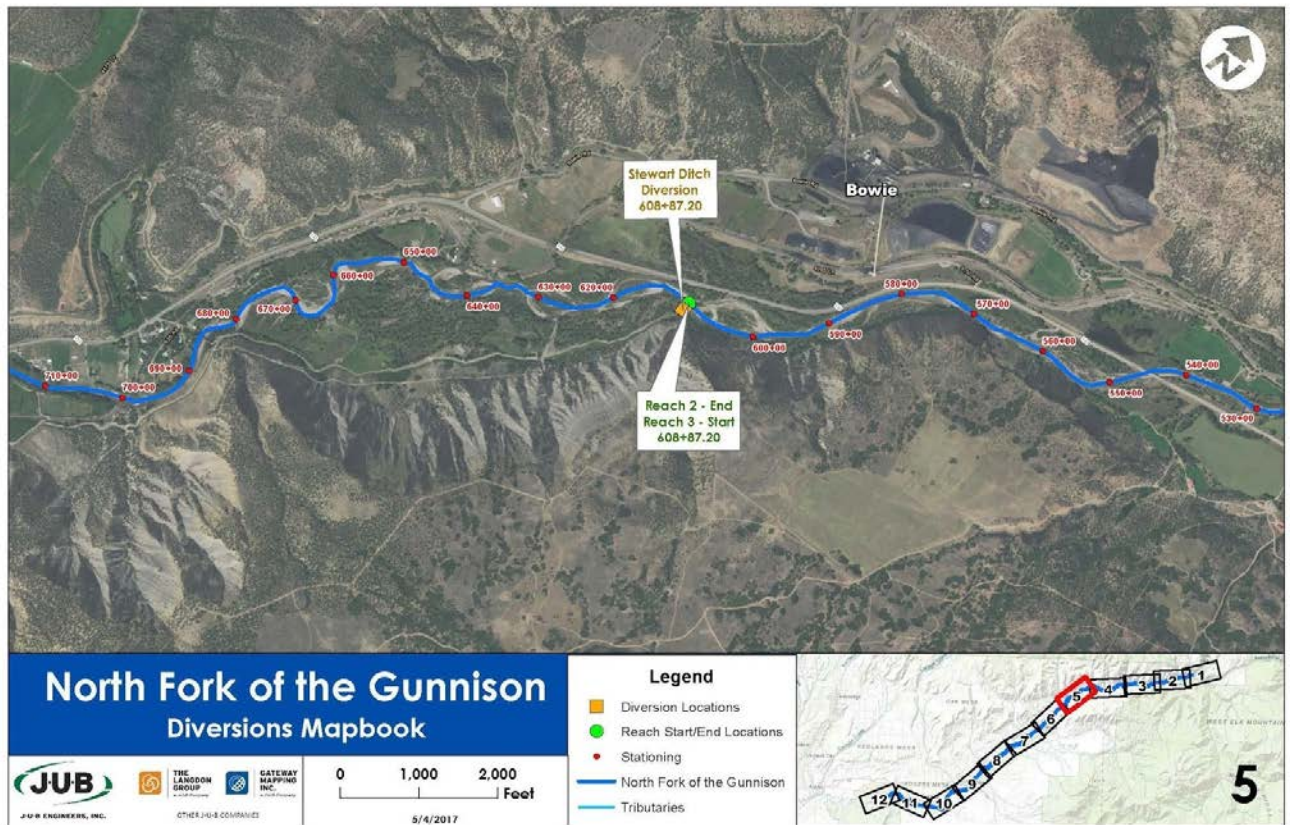 Stewart Ditch
Diversion
608+87.20
Bowie
650+00
660+00
630+00
620+00
580+00
670+00
640+00
570+00
680+00
590+00
600+00
560+00
540+00
690+00
710+00
700+00
550+00
530+00
Reach 2 - End
Reach 3 - Start
608+87.20
North Fork of the Gunnison
Diversions Mapbook
J·U·B
J·U·B ENGINEERS, INC.
THE
LANGDON
GROUP
GATEWAY
MAPPING
INC.
OTHER J·U·B COMPANIES
0 1,000 2,000
Feet
5/4/2017
Legend
Diversion Locations
Reach Start/End Locations
Stationing
North Fork of the Gunnison
Tributaries
1
2
3
4
5
6
7
8
9
10
11
12
WEST ELK MOUNTAIN
5